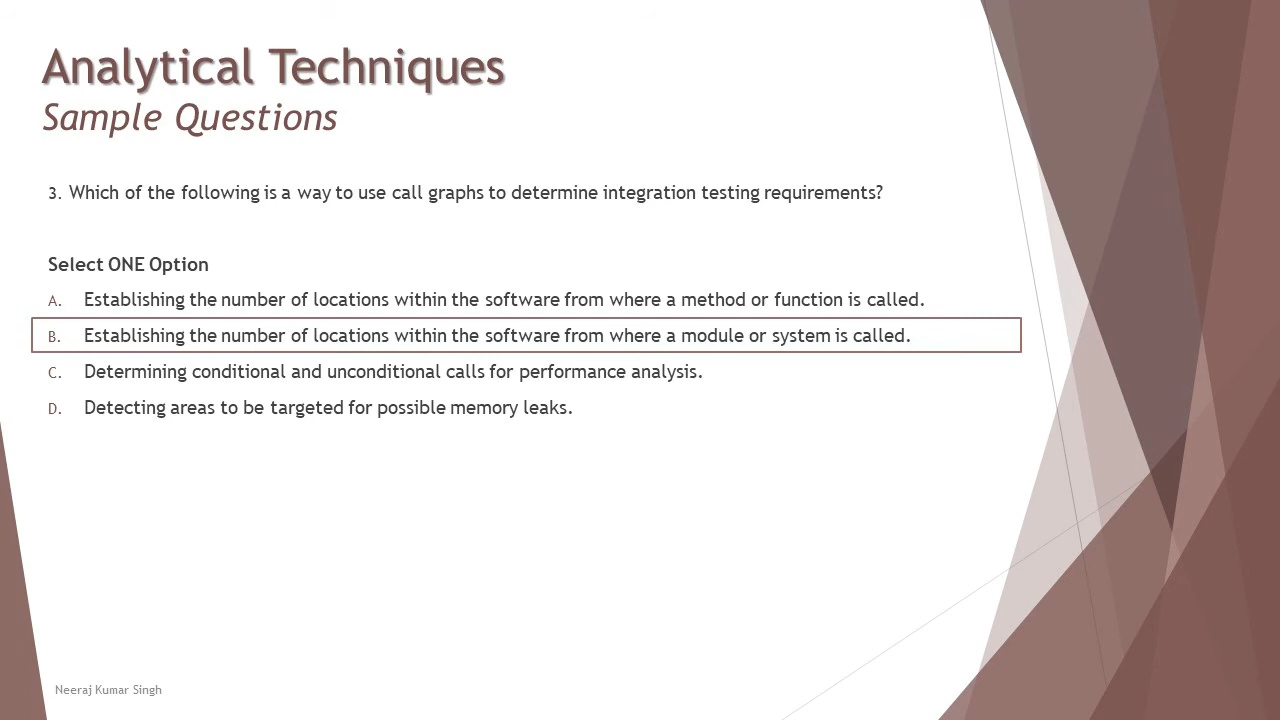 Analytical Techniques
Sample Questions
3. Which of the following is a way to use call graphs to determine integration testing requirements?
Select ONE Option
A. Establishing the number of locations within the software from where a method or function is called.
B. Establishing the number of locations within the software from where a module or system is called.
C. Determining conditional and unconditional calls for performance analysis.
D. Detecting areas to be targeted for possible memory leaks.
Neeraj Kumar Singh